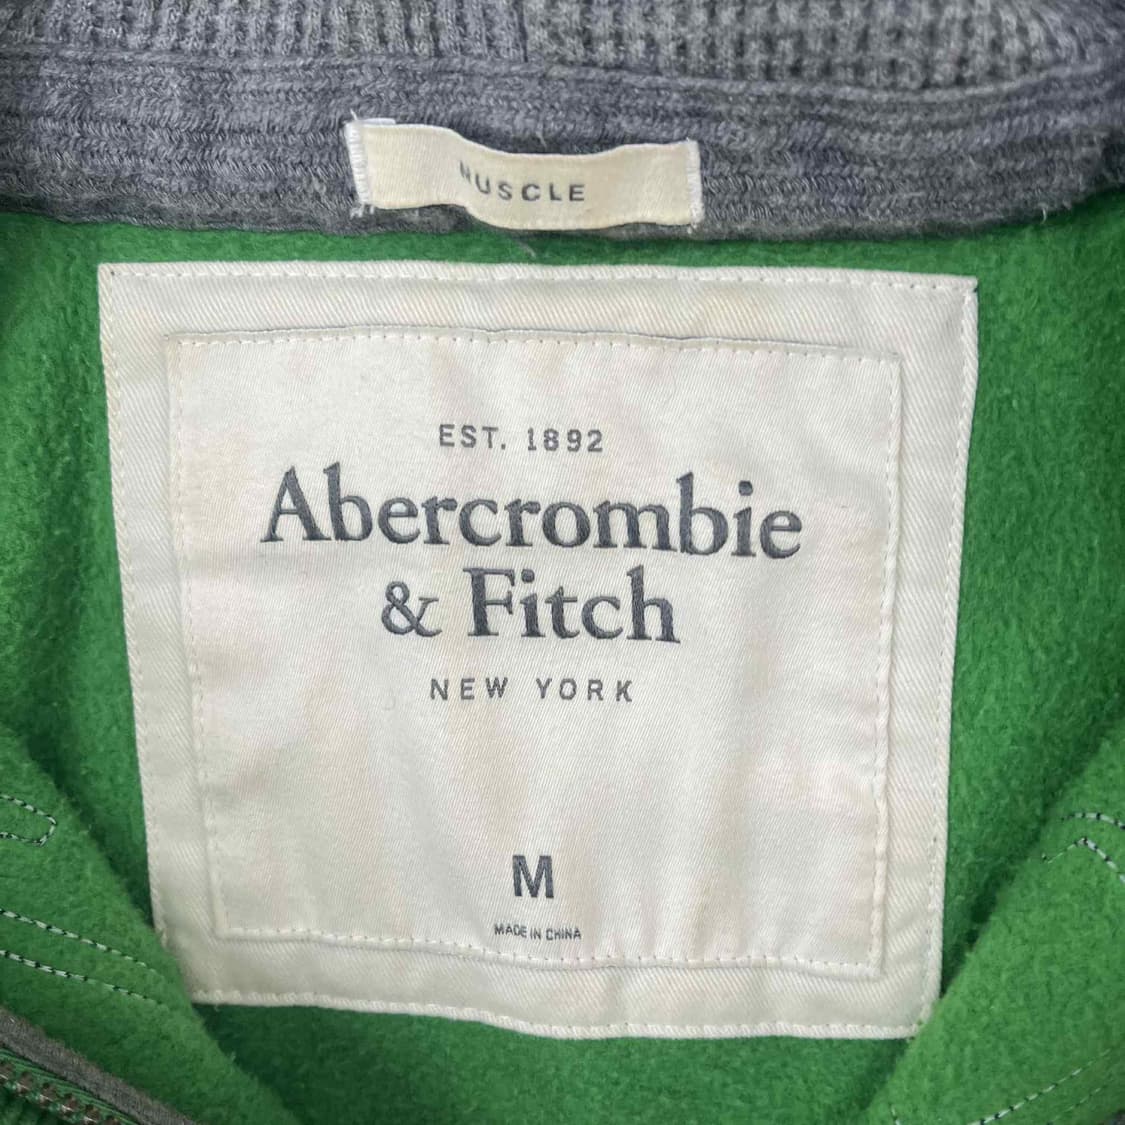 MUSCLE
EST. 1892
Abercrombie
& Fitch
NEW YORK
M
MADE IN CHINA